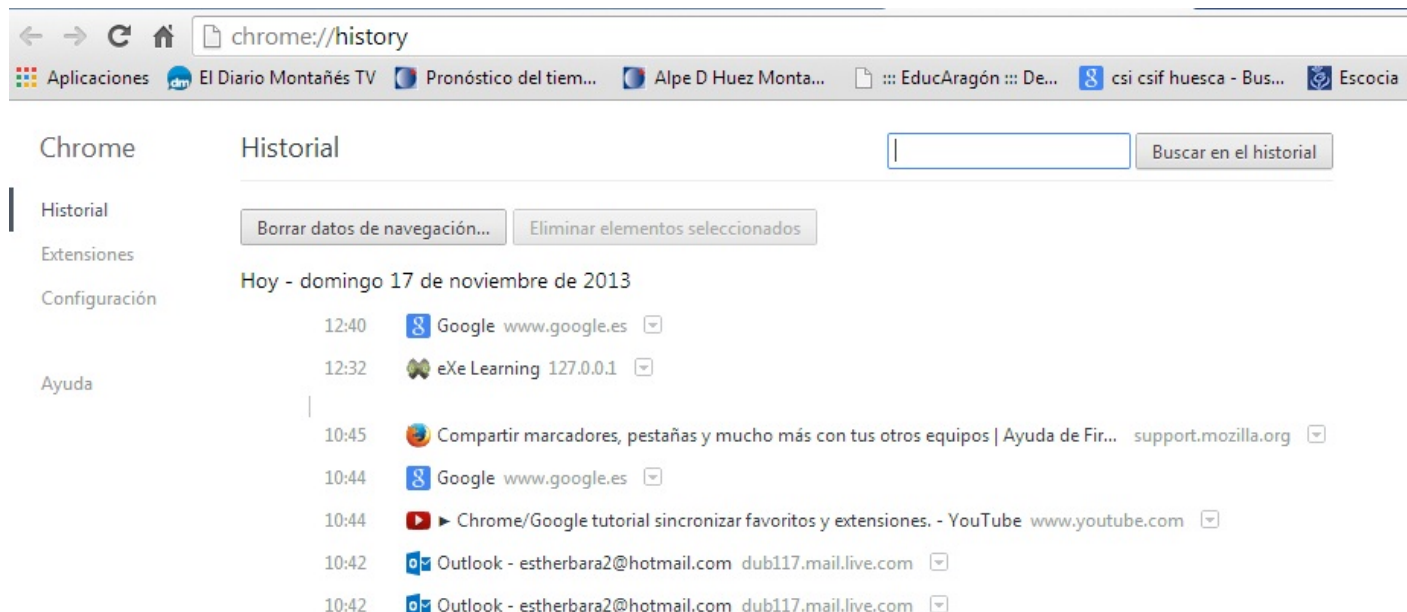 chrome://history
Aplicaciones El Diario Montañés TV Pronóstico del tiem... Alpe D Huez Monta... ::: EducAragón ::: De... csi csif huesca - Bus... Escocia
Chrome Historial Buscar en el historial
Historial
Borrar datos de navegación... Eliminar elementos seleccionados
Extensiones
Hoy - domingo 17 de noviembre de 2013
Configuración
12:40 Google www.google.es
12:32 eXe Learning 127.0.0.1
Ayuda
10:45 Compartir marcadores, pestañas y mucho más con tus otros equipos | Ayuda de Fir... support.mozilla.org
10:44 Google www.google.es
10:44 ► Chrome/Google tutorial sincronizar favoritos y extensiones. - YouTube www.youtube.com
10:42 Outlook - estherbara2@hotmail.com dub117.mail.live.com
10:42 Outlook - estherbara2@hotmail.com dub117.mail.live.com